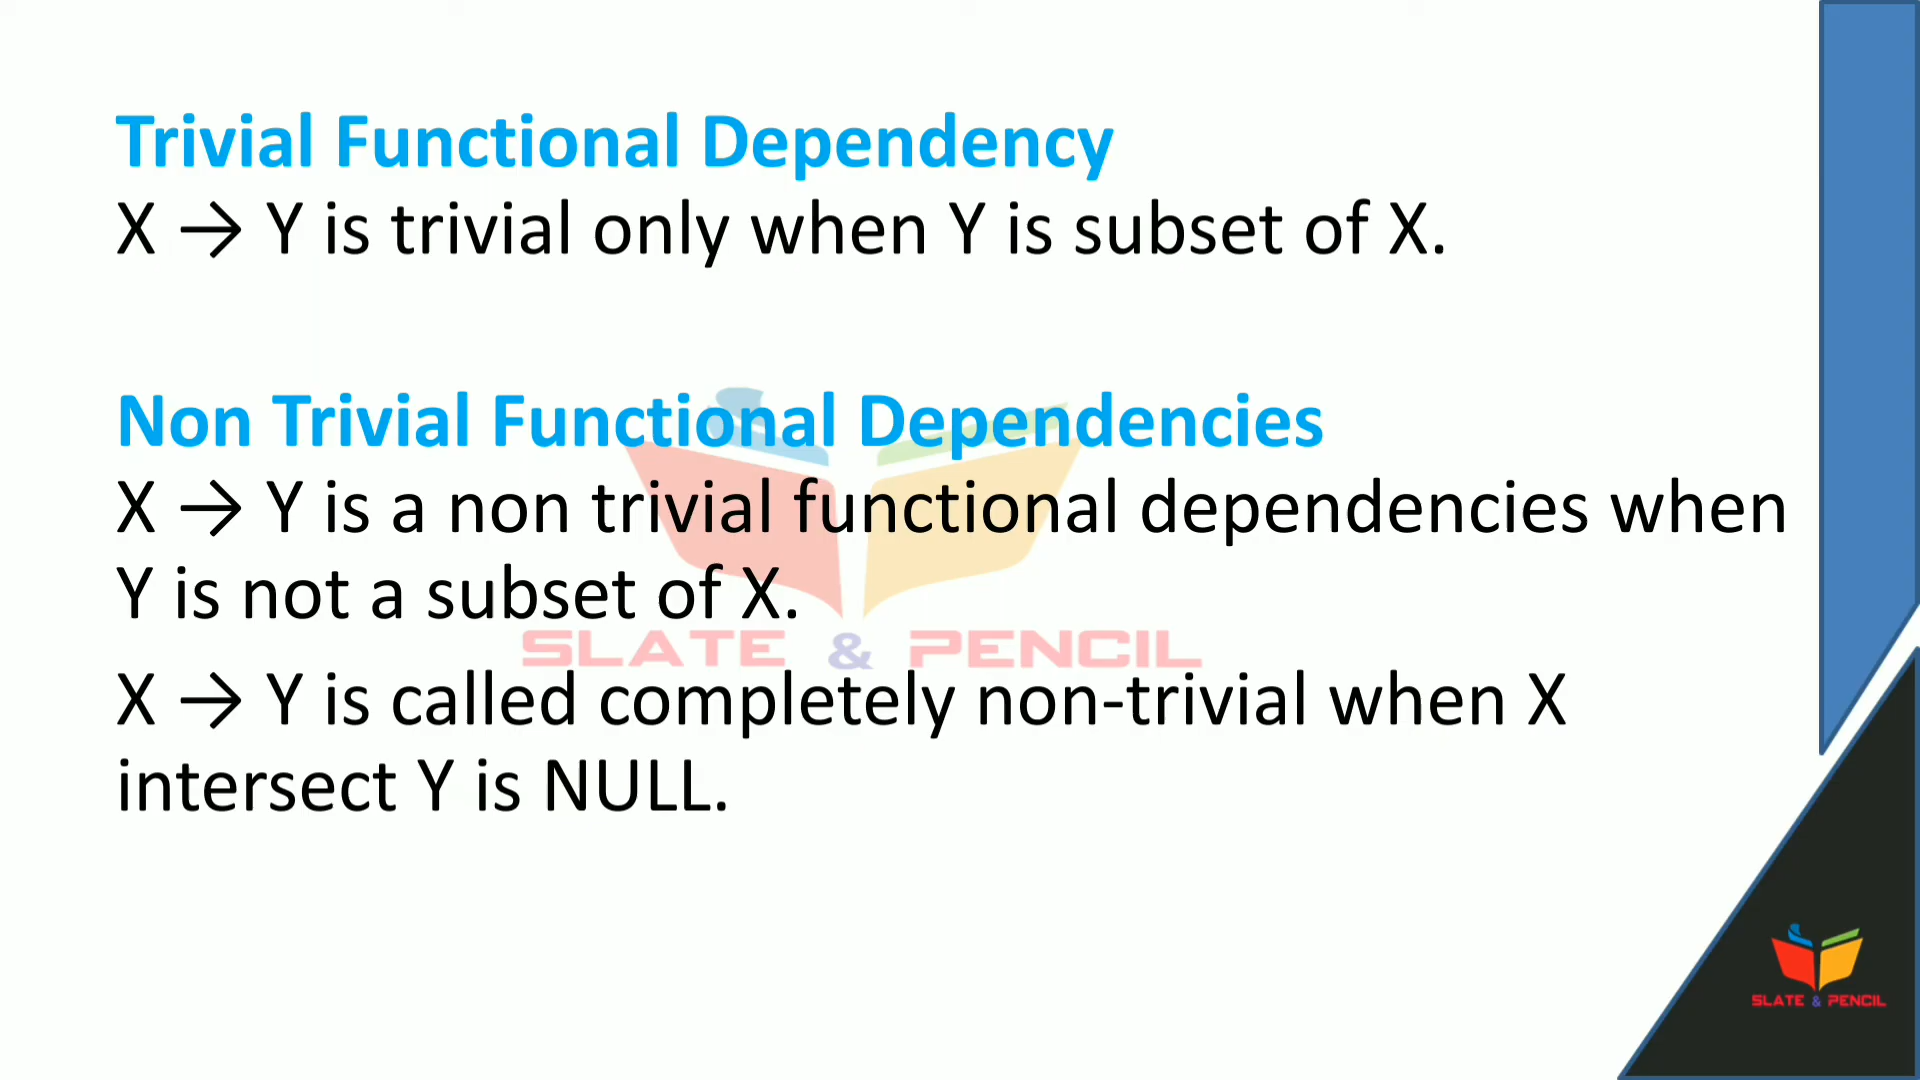 Trivial Functional Dependency
X → Y is trivial only when Y is subset of X.
Non Trivial Functional Dependencies
X → Y is a non trivial functional dependencies when
Y is not a subset of X.
SLATE & PENCIL
X → Y is called completely non-trivial when X
intersect Y is NULL.
SLATE & PENCIL